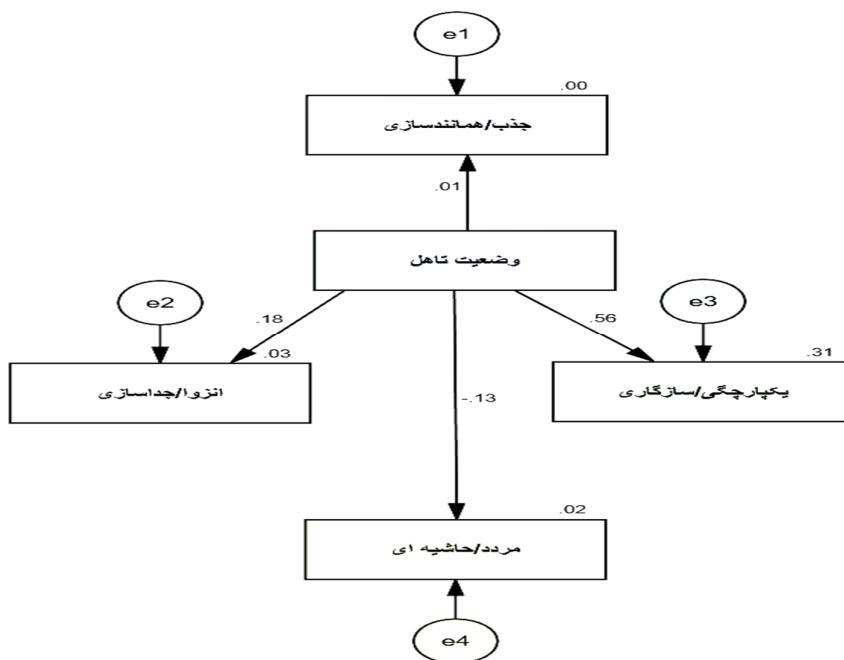 e1
.00
جذب/همانندسازی
.01
وضعیت تاهل
e2
e3
.18
.56
.03
.31
انزوا/جداسازی
یکپارچگی/سازگاری
-.13
.02
مردد/حاشیه ای
e4